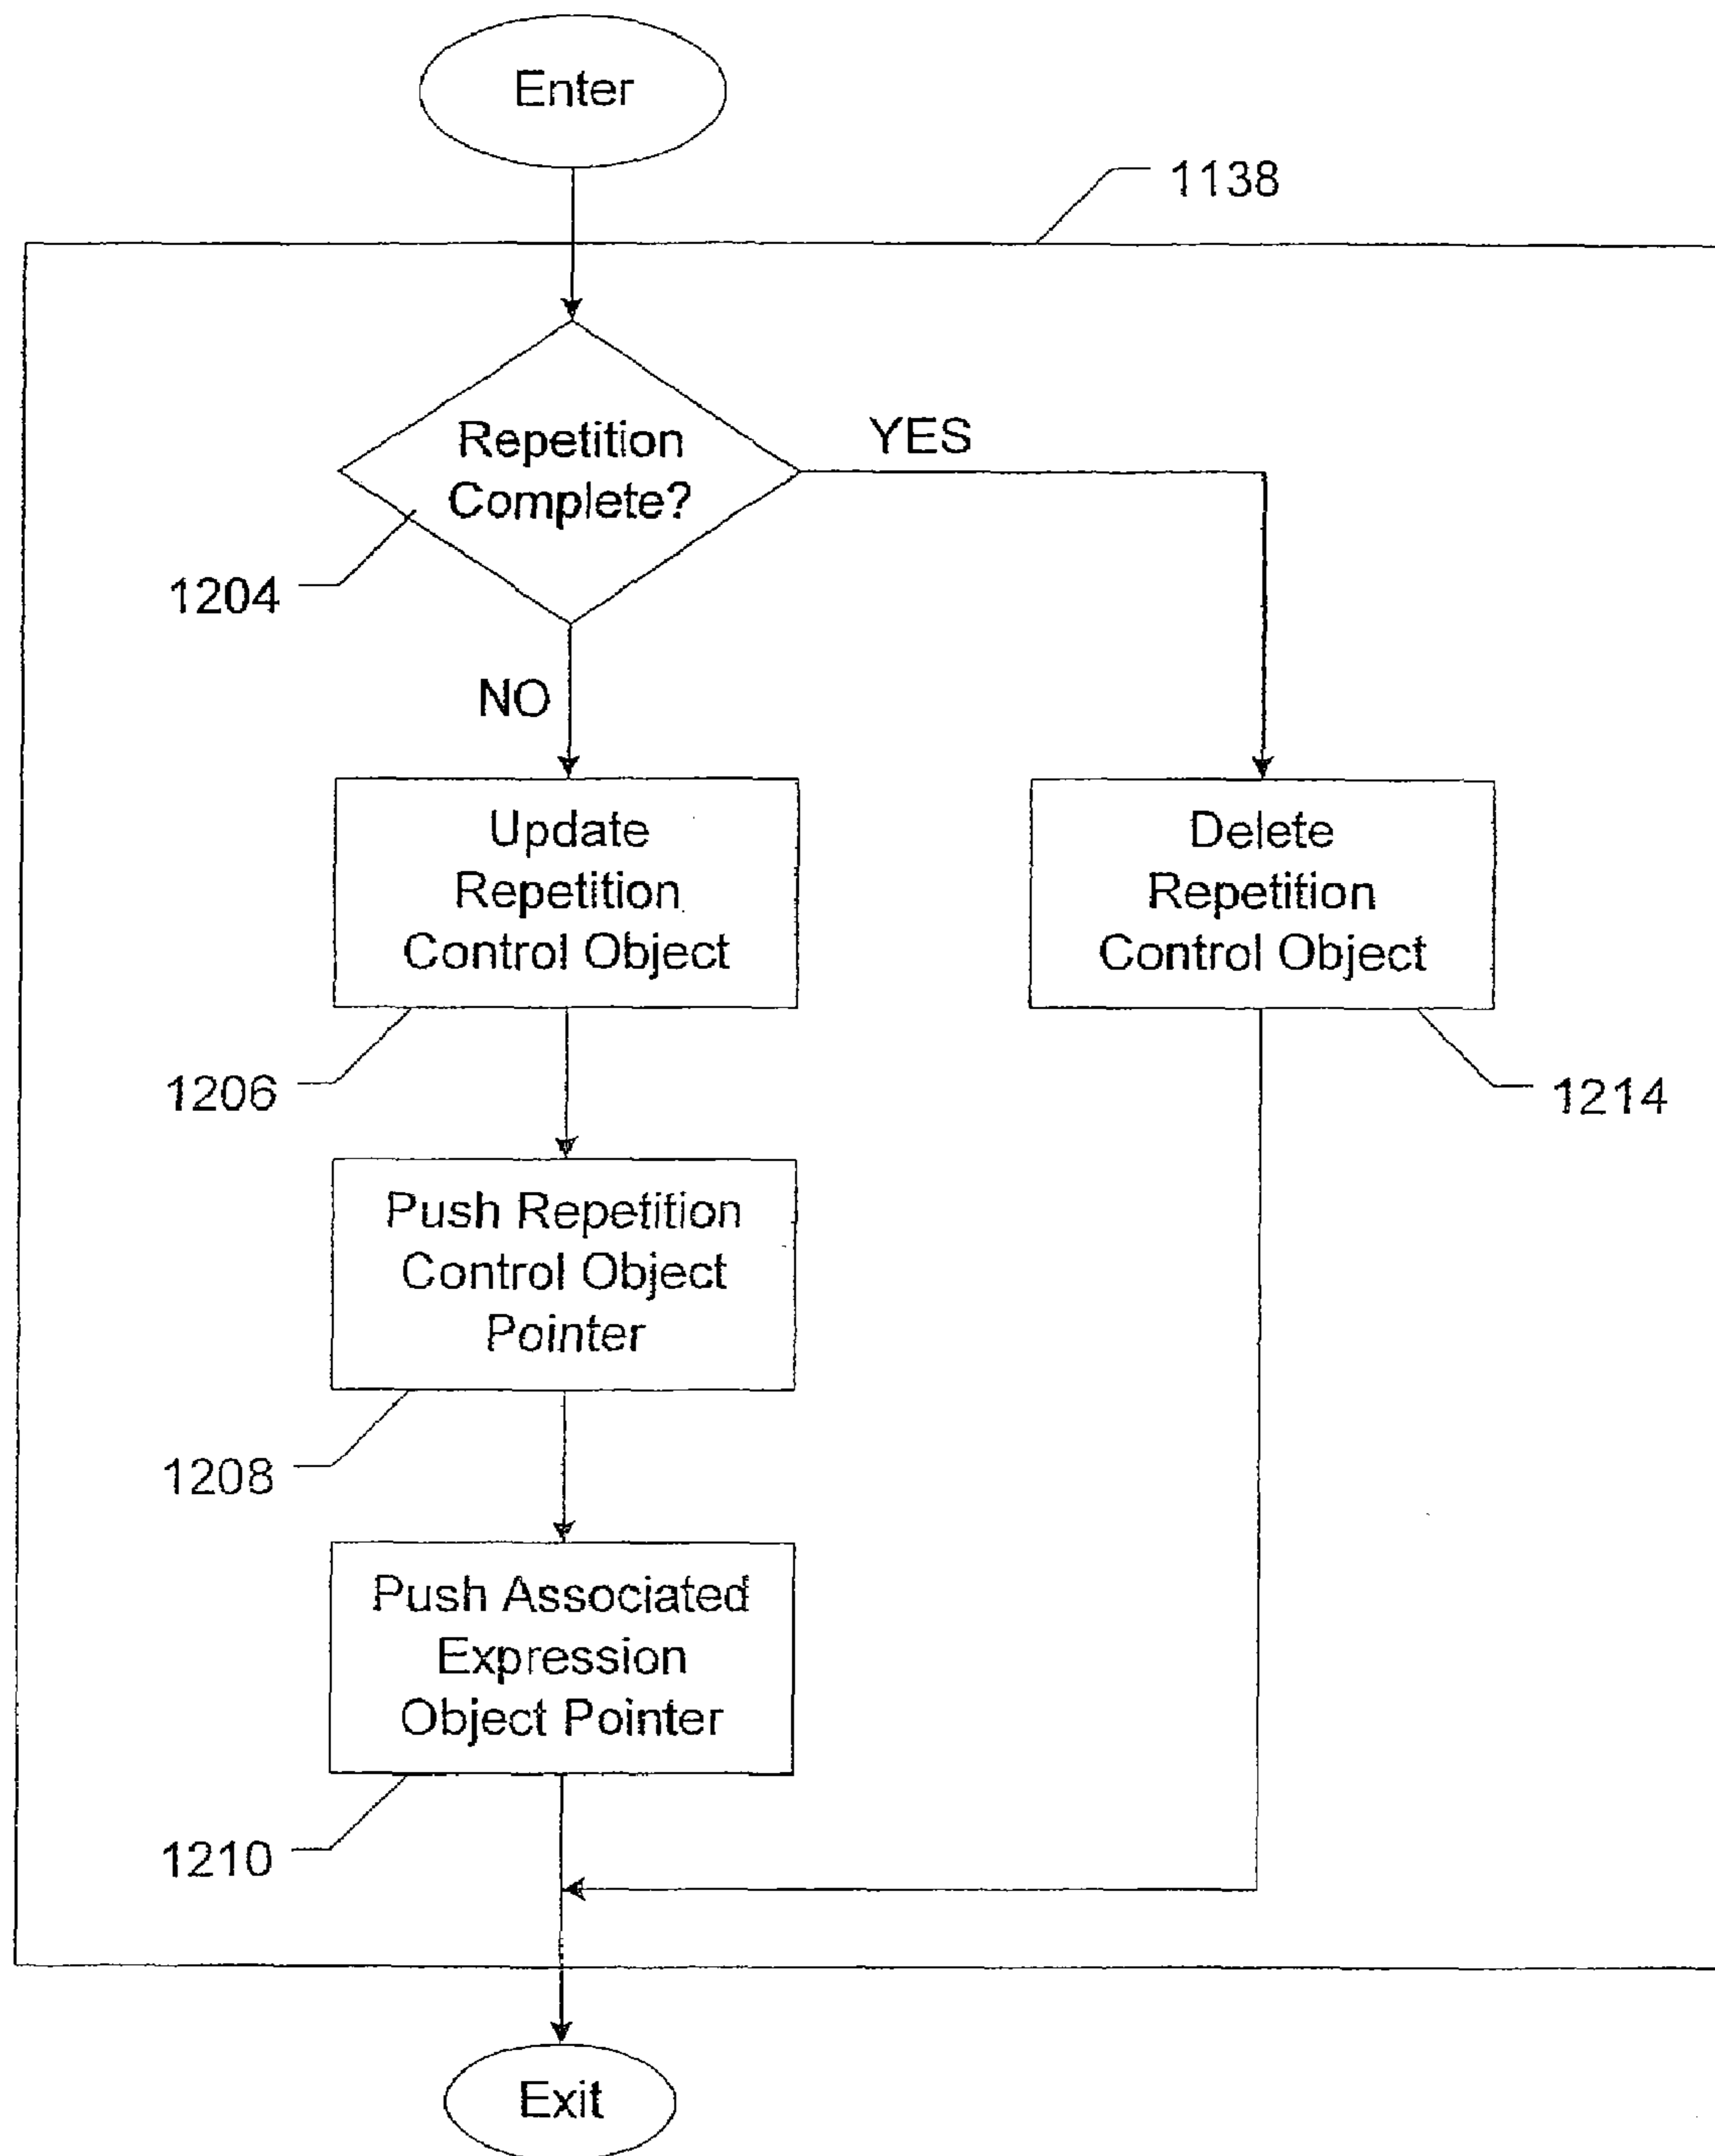 Enter
1138
Repetition
Complete?
YES
1204
NO
Update
Repetition
Control Object
Delete
Repetition
Control Object
1206
1214
Push Repetition
Control Object
Pointer
1208
Push Associated
Expression
Object Pointer
1210
Exit